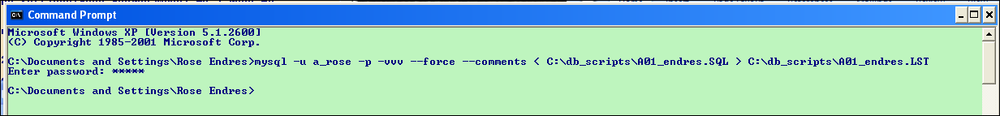 Command Prompt
Microsoft Windows XP [Version 5.1.2600]
(C) Copyright 1985-2001 Microsoft Corp.
C:\Documents and Settings\Rose Endres>mysql -u a_rose -p -vvv --force --comments < C:\db_scripts\A01_endres.SQL > C:\db_scripts\A01_endres.LST
Enter password: *****
C:\Documents and Settings\Rose Endres>